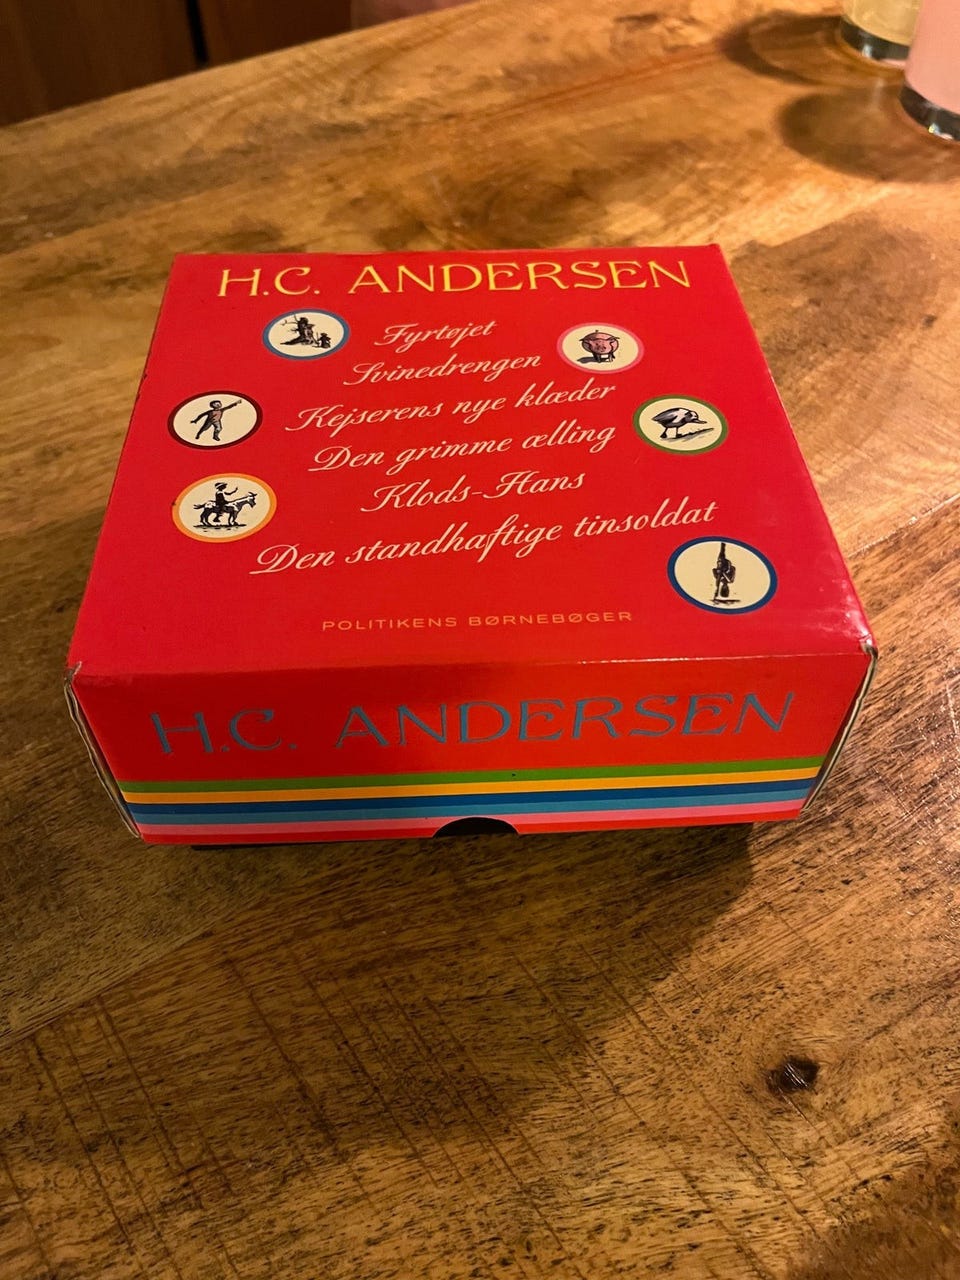 H.C. ANDERSEN
Fyrtøjet
Svinedrengen
Kejserens nye klæder
Den grimme ælling
Klods-Hans
Den standhaftige tinsoldat
POLITIKENS BØRNEBØGER
H.C. ANDERSEN